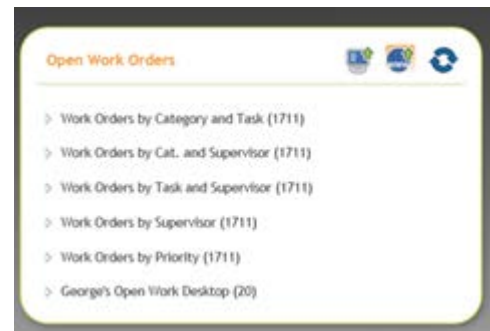 Open Work Orders
Work Orders by Category and Task (1711)
Work Orders by Cat. and Supervisor (1711)
Work Orders by Task and Supervisor (1711)
Work Orders by Supervisor (1711)
Work Orders by Priority (1711)
George's Open Work Desktop (20)